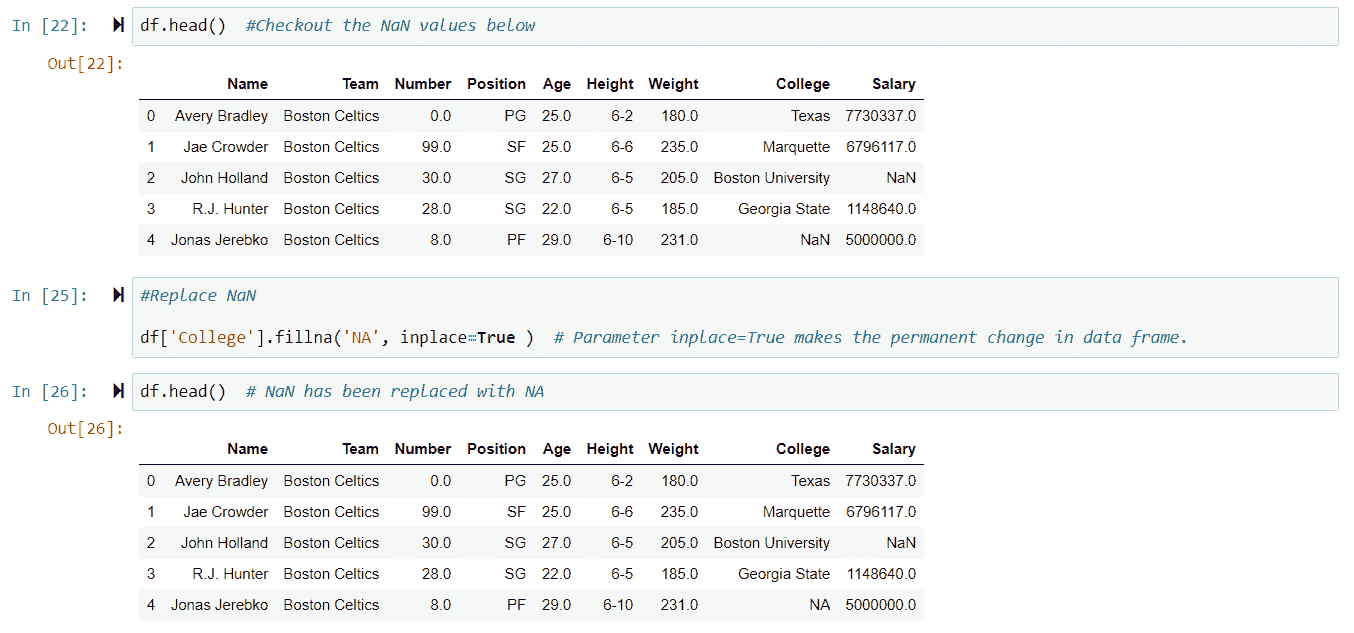 In [22]: df.head()  #Checkout the NaN values below
Out[22]:
Name Team Number Position Age Height Weight College Salary
0 Avery Bradley Boston Celtics 0.0 PG 25.0 6-2 180.0 Texas 7730337.0
1 Jae Crowder Boston Celtics 99.0 SF 25.0 6-6 235.0 Marquette 6796117.0
2 John Holland Boston Celtics 30.0 SG 27.0 6-5 205.0 Boston University NaN
3 R.J. Hunter Boston Celtics 28.0 SG 22.0 6-5 185.0 Georgia State 1148640.0
4 Jonas Jerebko Boston Celtics 8.0 PF 29.0 6-10 231.0 NaN 5000000.0
In [25]: #Replace NaN
df['College'].fillna('NA', inplace=True )  # Parameter inplace=True makes the permanent change in data frame.
In [26]: df.head()  # NaN has been replaced with NA
Out[26]:
Name Team Number Position Age Height Weight College Salary
0 Avery Bradley Boston Celtics 0.0 PG 25.0 6-2 180.0 Texas 7730337.0
1 Jae Crowder Boston Celtics 99.0 SF 25.0 6-6 235.0 Marquette 6796117.0
2 John Holland Boston Celtics 30.0 SG 27.0 6-5 205.0 Boston University NaN
3 R.J. Hunter Boston Celtics 28.0 SG 22.0 6-5 185.0 Georgia State 1148640.0
4 Jonas Jerebko Boston Celtics 8.0 PF 29.0 6-10 231.0 NA 5000000.0